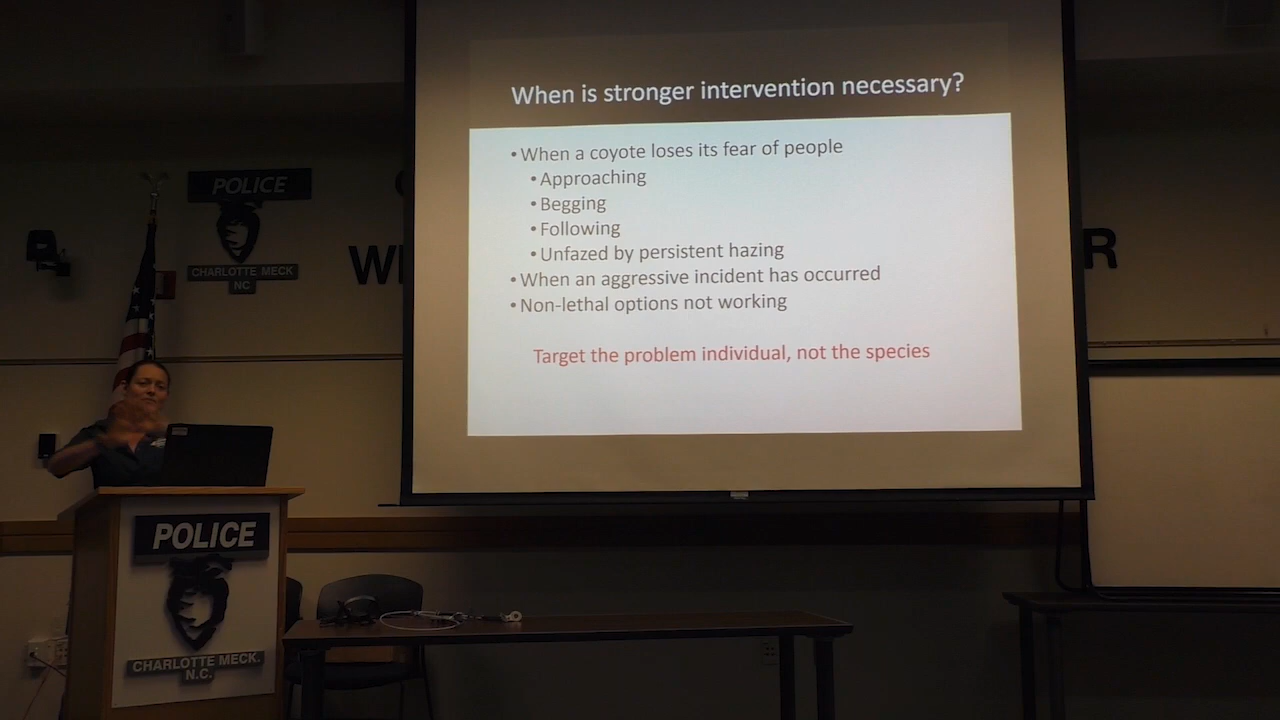 When is stronger intervention necessary?
• When a coyote loses its fear of people
• Approaching
• Begging
• Following
• Unfazed by persistent hazing
• When an aggressive incident has occurred
• Non-lethal options not working
Target the problem individual, not the species
POLICE
CHARLOTTE MECK
NC
POLICE
CHARLOTTE MECK.
N.C.